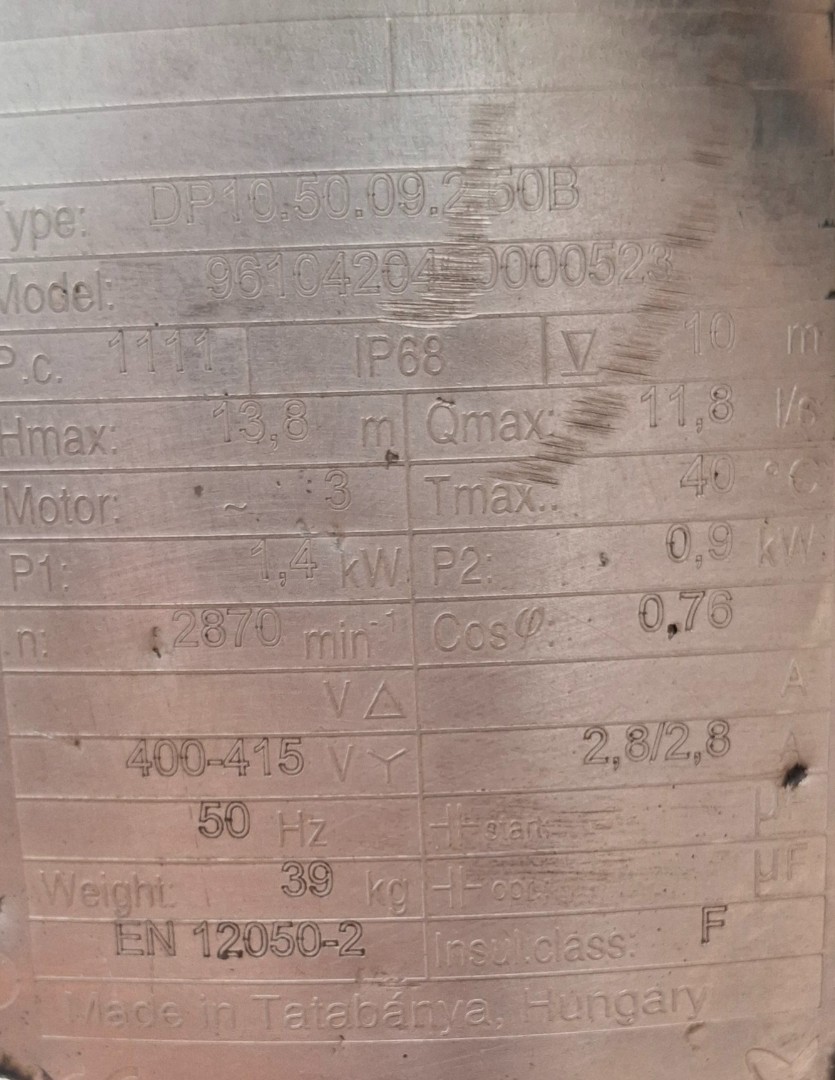 Type: DP10.50.09.2.50B
Model: 96104204 0000523
P.c. 1111 IP68 10 m
Hmax: 13,8 m Qmax: 11,8 l/s
Motor: ~ 3 Tmax.: 40 °C
P1: 1,4 kW P2: 0,9 kW
n: 2870 min⁻¹ Cosφ: 0,76
V △ A
400-415 V Y 2,8/2,8 A
50 Hz start: µF
Weight: 39 kg µF
EN 12050-2 Insul.class: F
Made in Tatabánya, Hungary